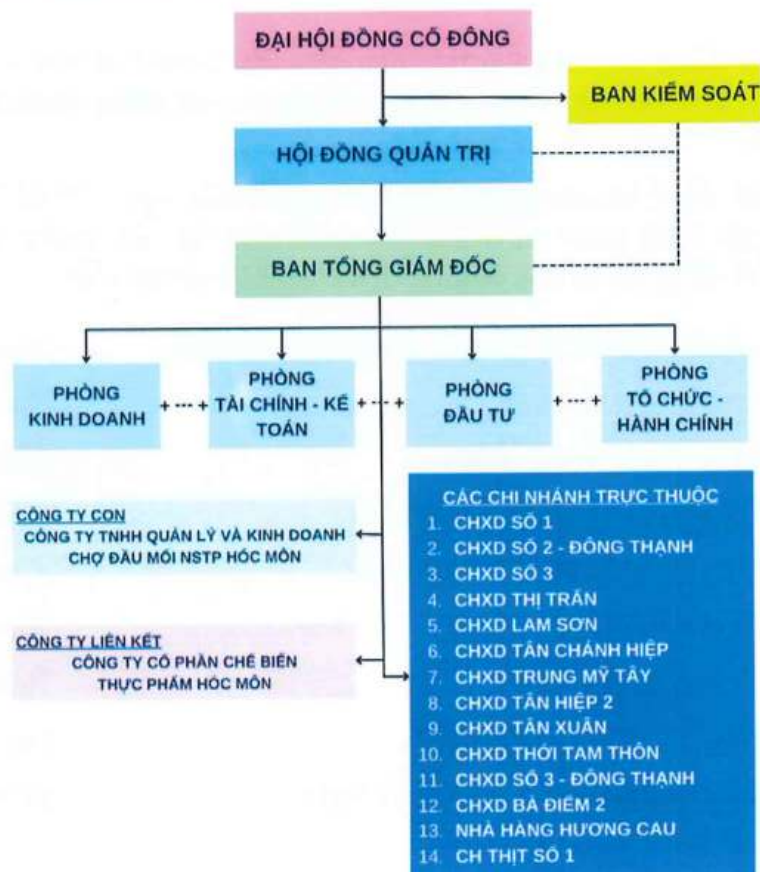 ĐẠI HỘI ĐỒNG CỔ ĐÔNG
BAN KIỂM SOÁT
HỘI ĐỒNG QUẢN TRỊ
BAN TỔNG GIÁM ĐỐC
PHÒNG
KINH DOANH
PHÒNG
TÀI CHÍNH - KẾ
TOÁN
PHÒNG
ĐẦU TƯ
PHÒNG
TỔ CHỨC -
HÀNH CHÍNH
CÔNG TY CON
CÔNG TY TNHH QUẢN LÝ VÀ KINH DOANH
CHỢ ĐẦU MỐI NSTP HÓC MÔN
CÔNG TY LIÊN KẾT
CÔNG TY CỔ PHẦN CHẾ BIẾN
THỰC PHẨM HÓC MÔN
CÁC CHI NHÁNH TRỰC THUỘC
1. CHXD SỐ 1
2. CHXD SỐ 2 - ĐÔNG THẠNH
3. CHXD SỐ 3
4. CHXD THỊ TRẤN
5. CHXD LAM SƠN
6. CHXD TÂN CHÁNH HIỆP
7. CHXD TRUNG MỸ TÂY
8. CHXD TÂN HIỆP 2
9. CHXD TÂN XUÂN
10. CHXD THỚI TAM THÔN
11. CHXD SỐ 3 - ĐÔNG THẠNH
12. CHXD BÀ ĐIỂM 2
13. NHÀ HÀNG HƯƠNG CAU
14. CH THỊT SỐ 1